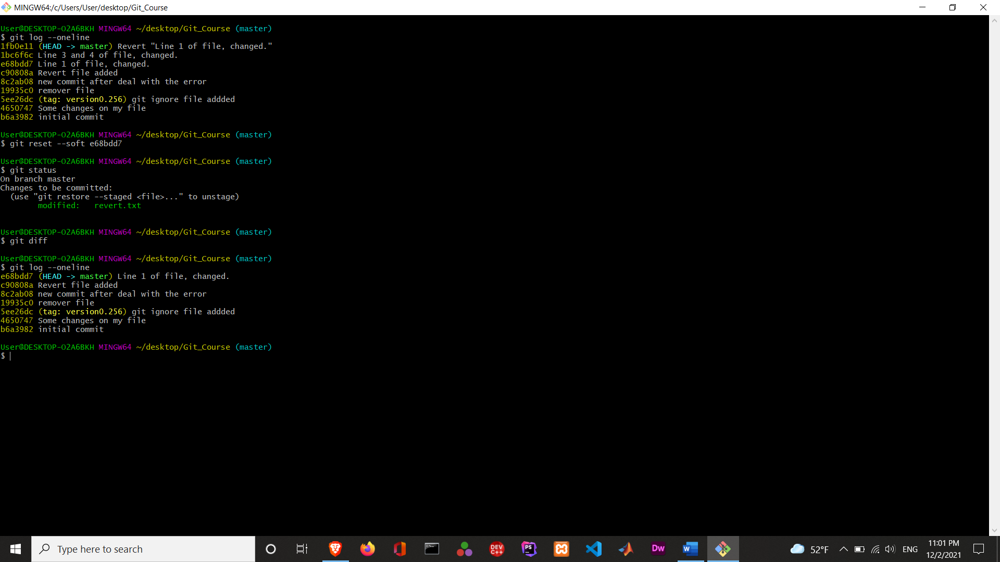 MINGW64:/c/Users/User/desktop/Git_Course
User@DESKTOP-O2A6BKH MINGW64 ~/desktop/Git_Course (master)
$ git log --oneline
1fb0e11 (HEAD -> master) Revert "Line 1 of file, changed."
1bc6f6c Line 3 and 4 of file, changed.
e68bdd7 Line 1 of file, changed.
c90808a Revert file added
8c2ab08 new commit after deal with the error
19935c0 remover file
5ee26dc (tag: version0.256) git ignore file addded
4650747 Some changes on my file
b6a3982 initial commit
User@DESKTOP-O2A6BKH MINGW64 ~/desktop/Git_Course (master)
$ git reset --soft e68bdd7
User@DESKTOP-O2A6BKH MINGW64 ~/desktop/Git_Course (master)
$ git status
On branch master
Changes to be committed:
  (use "git restore --staged <file>..." to unstage)
        modified:   revert.txt
User@DESKTOP-O2A6BKH MINGW64 ~/desktop/Git_Course (master)
$ git diff
User@DESKTOP-O2A6BKH MINGW64 ~/desktop/Git_Course (master)
$ git log --oneline
e68bdd7 (HEAD -> master) Line 1 of file, changed.
c90808a Revert file added
8c2ab08 new commit after deal with the error
19935c0 remover file
5ee26dc (tag: version0.256) git ignore file addded
4650747 Some changes on my file
b6a3982 initial commit
User@DESKTOP-O2A6BKH MINGW64 ~/desktop/Git_Course (master)
$
Type here to search
DEV C++
PS
Dw
W
52°F
ENG
11:01 PM
12/2/2021